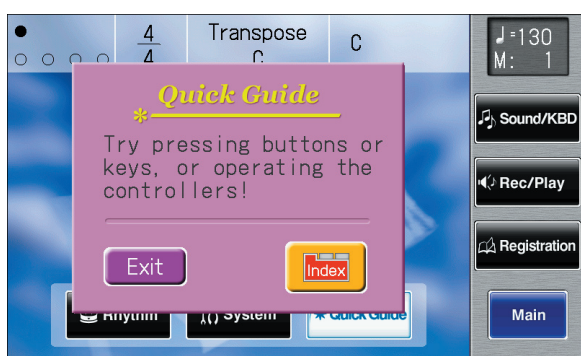 4
4
Transpose
C
C
♩=130
M: 1
Quick Guide
Try pressing buttons or
keys, or operating the
controllers!
Exit
Index
Sound/KBD
Rec/Play
Registration
Rhythm
System
Quick Guide
Main